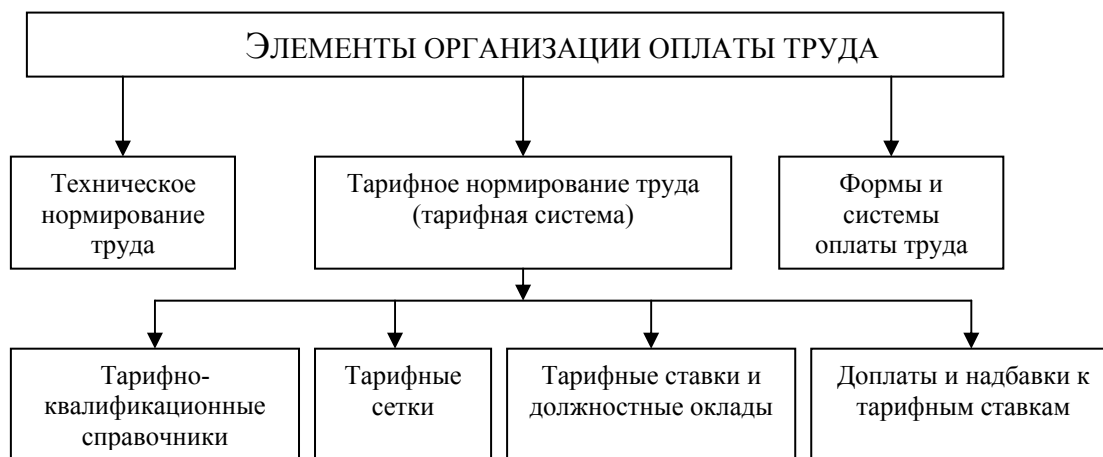 ЭЛЕМЕНТЫ ОРГАНИЗАЦИИ ОПЛАТЫ ТРУДА
Техническое
нормирование
труда
Тарифное нормирование труда
(тарифная система)
Формы и
системы
оплаты труда
Тарифно-
квалификационные
справочники
Тарифные
сетки
Тарифные ставки и
должностные оклады
Доплаты и надбавки к
тарифным ставкам